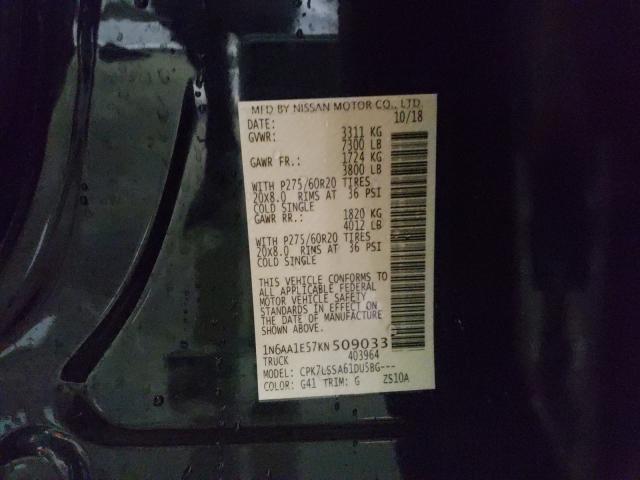 MFD BY NISSAN MOTOR CO., LTD.
DATE: 10/18
GVWR: 3311 KG
7300 LB
GAWR FR.: 1724 KG
3800 LB
WITH P275/60R20 TIRES
20X8.0 RIMS AT 36 PSI
COLD SINGLE
GAWR RR.: 1820 KG
4012 LB
WITH P275/60R20 TIRES
20X8.0 RIMS AT 36 PSI
COLD SINGLE
THIS VEHICLE CONFORMS TO
ALL APPLICABLE FEDERAL
MOTOR VEHICLE SAFETY
STANDARDS IN EFFECT ON
THE DATE OF MANUFACTURE
SHOWN ABOVE.
1N6AA1E57KN509033
TRUCK 403964
MODEL: CPK7LSSA61DU5BG---
COLOR: G41 TRIM: G ZS10A